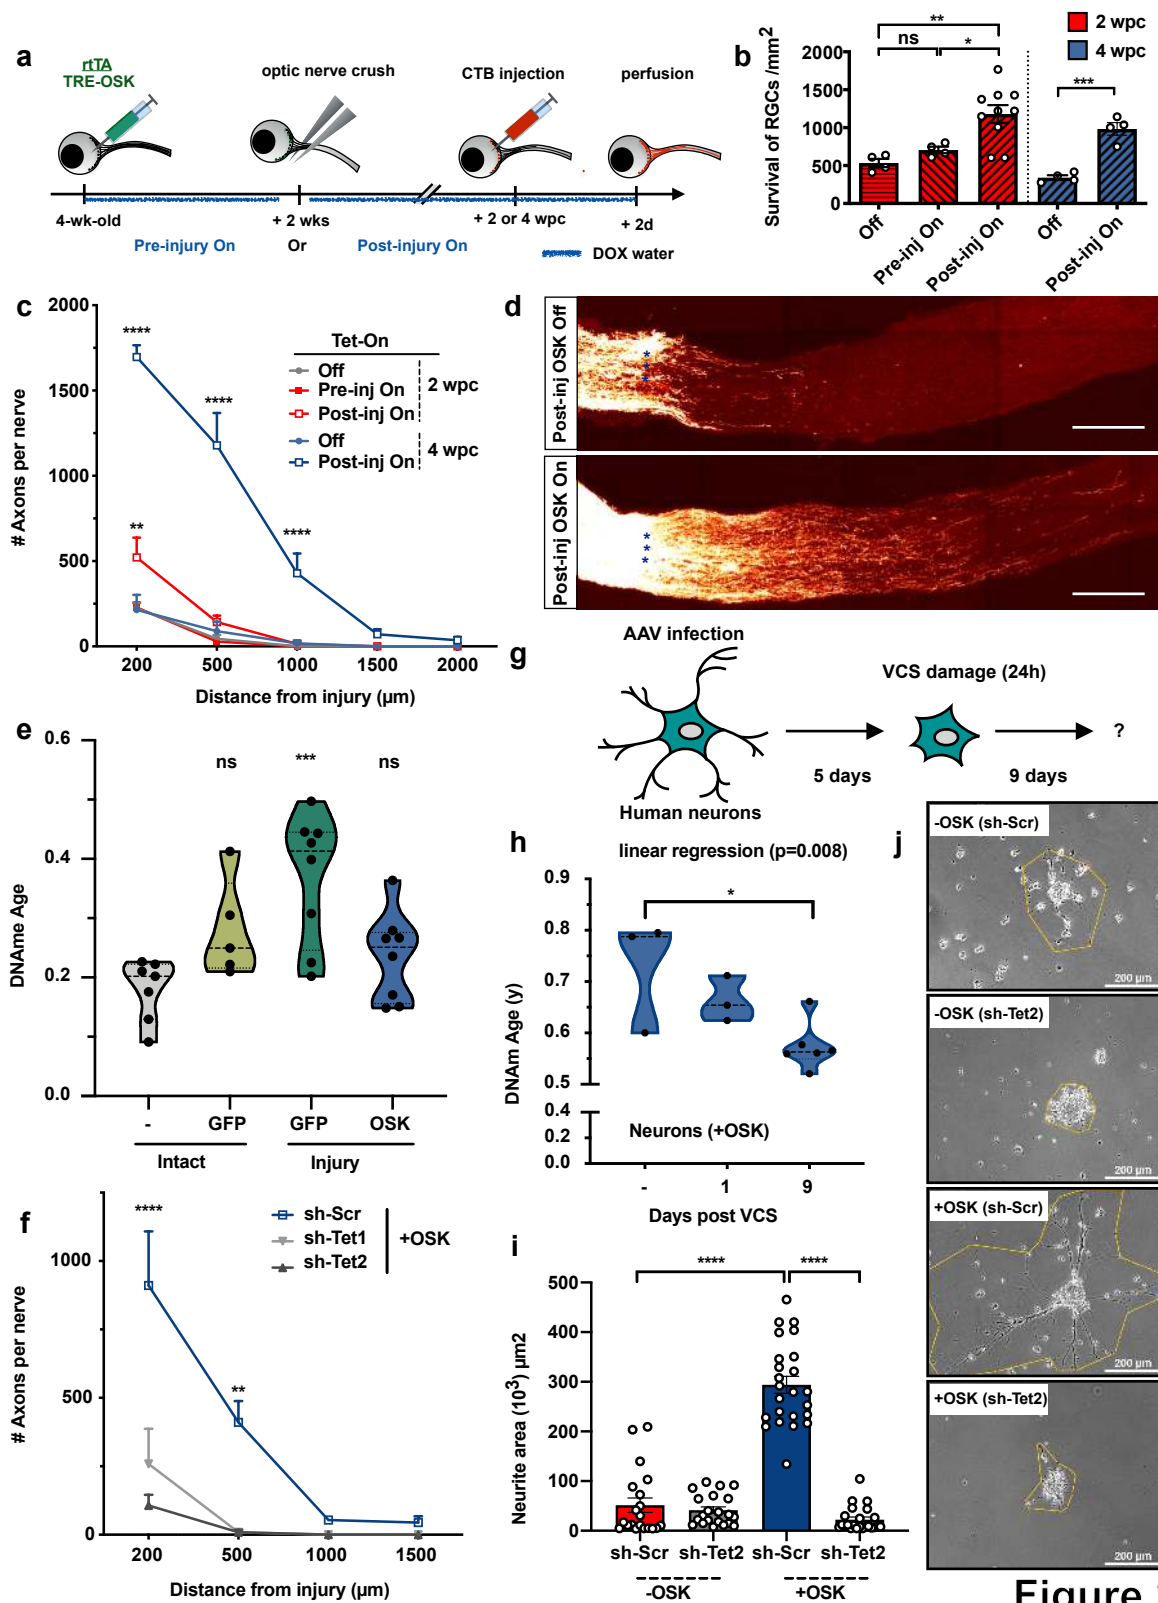 a
rtTA
TRE-OSK
optic nerve crush
CTB injection
perfusion
4-wk-old
+ 2 wks
+ 2 or 4 wpc
+ 2d
Pre-injury On
Or
Post-injury On
DOX water
b
2 wpc
4 wpc
Survival of RGCs /mm2
2000
1500
1000
500
0
**
ns
*
***
Off
Pre-inj On
Post-inj On
Off
Post-inj On
c
# Axons per nerve
2000
1500
1000
500
0
****
****
****
**
Tet-On
Off
Pre-inj On
Post-inj On
2 wpc
Off
Post-inj On
4 wpc
200
500
1000
1500
2000
Distance from injury (µm)
d
Post-inj OSK Off
***
Post-inj OSK On
***
e
DNAme Age
0.6
0.4
0.2
0.0
ns
***
ns
-
GFP
GFP
OSK
Intact
Injury
f
# Axons per nerve
1000
500
0
****
**
sh-Scr
sh-Tet1
sh-Tet2
+OSK
200
500
1000
1500
Distance from injury (µm)
g
AAV infection
VCS damage (24h)
5 days
9 days
?
Human neurons
h
linear regression (p=0.008)
DNAm Age (y)
0.9
0.8
0.7
0.6
0.5
0.4
0.2
0.0
*
Neurons (+OSK)
-
1
9
Days post VCS
i
Neurite area (10³) µm2
500
400
300
200
100
0
****
****
sh-Scr
sh-Tet2
sh-Scr
sh-Tet2
-OSK
+OSK
j
-OSK (sh-Scr)
200 µm
-OSK (sh-Tet2)
200 µm
+OSK (sh-Scr)
200 µm
+OSK (sh-Tet2)
200 µm
Figure